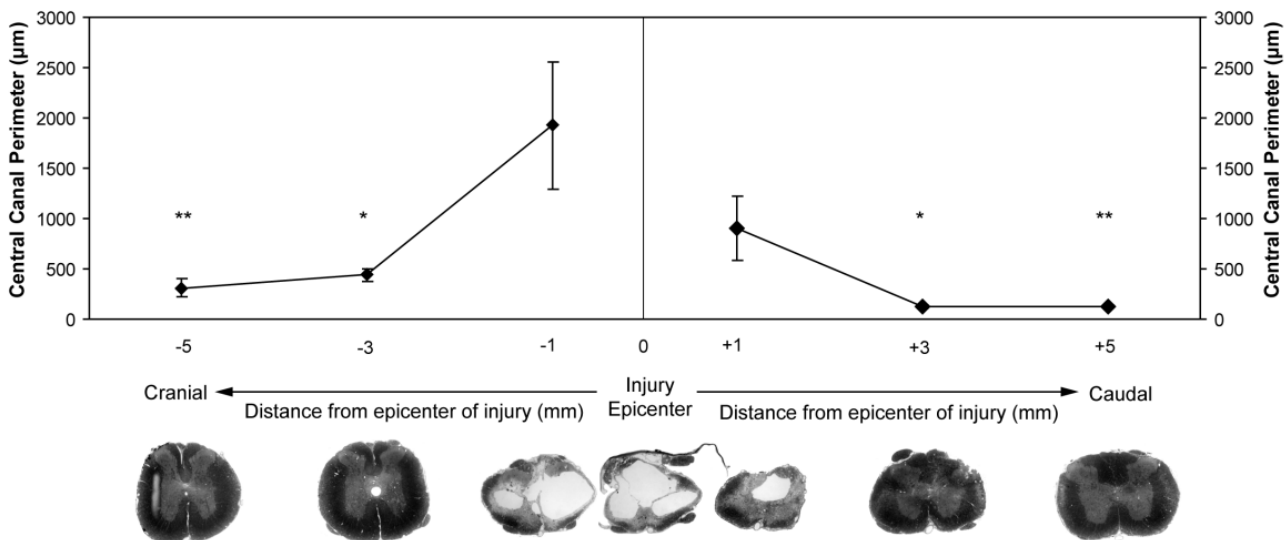 Central Canal Perimeter (µm)
3000
2500
2000
1500
1000
500
0
** * * **
3000
2500
2000
1500
1000
500
0
Central Canal Perimeter (µm)
-5 -3 -1 0 +1 +3 +5
Cranial Injury Caudal
Epicenter
Distance from epicenter of injury (mm) Distance from epicenter of injury (mm)